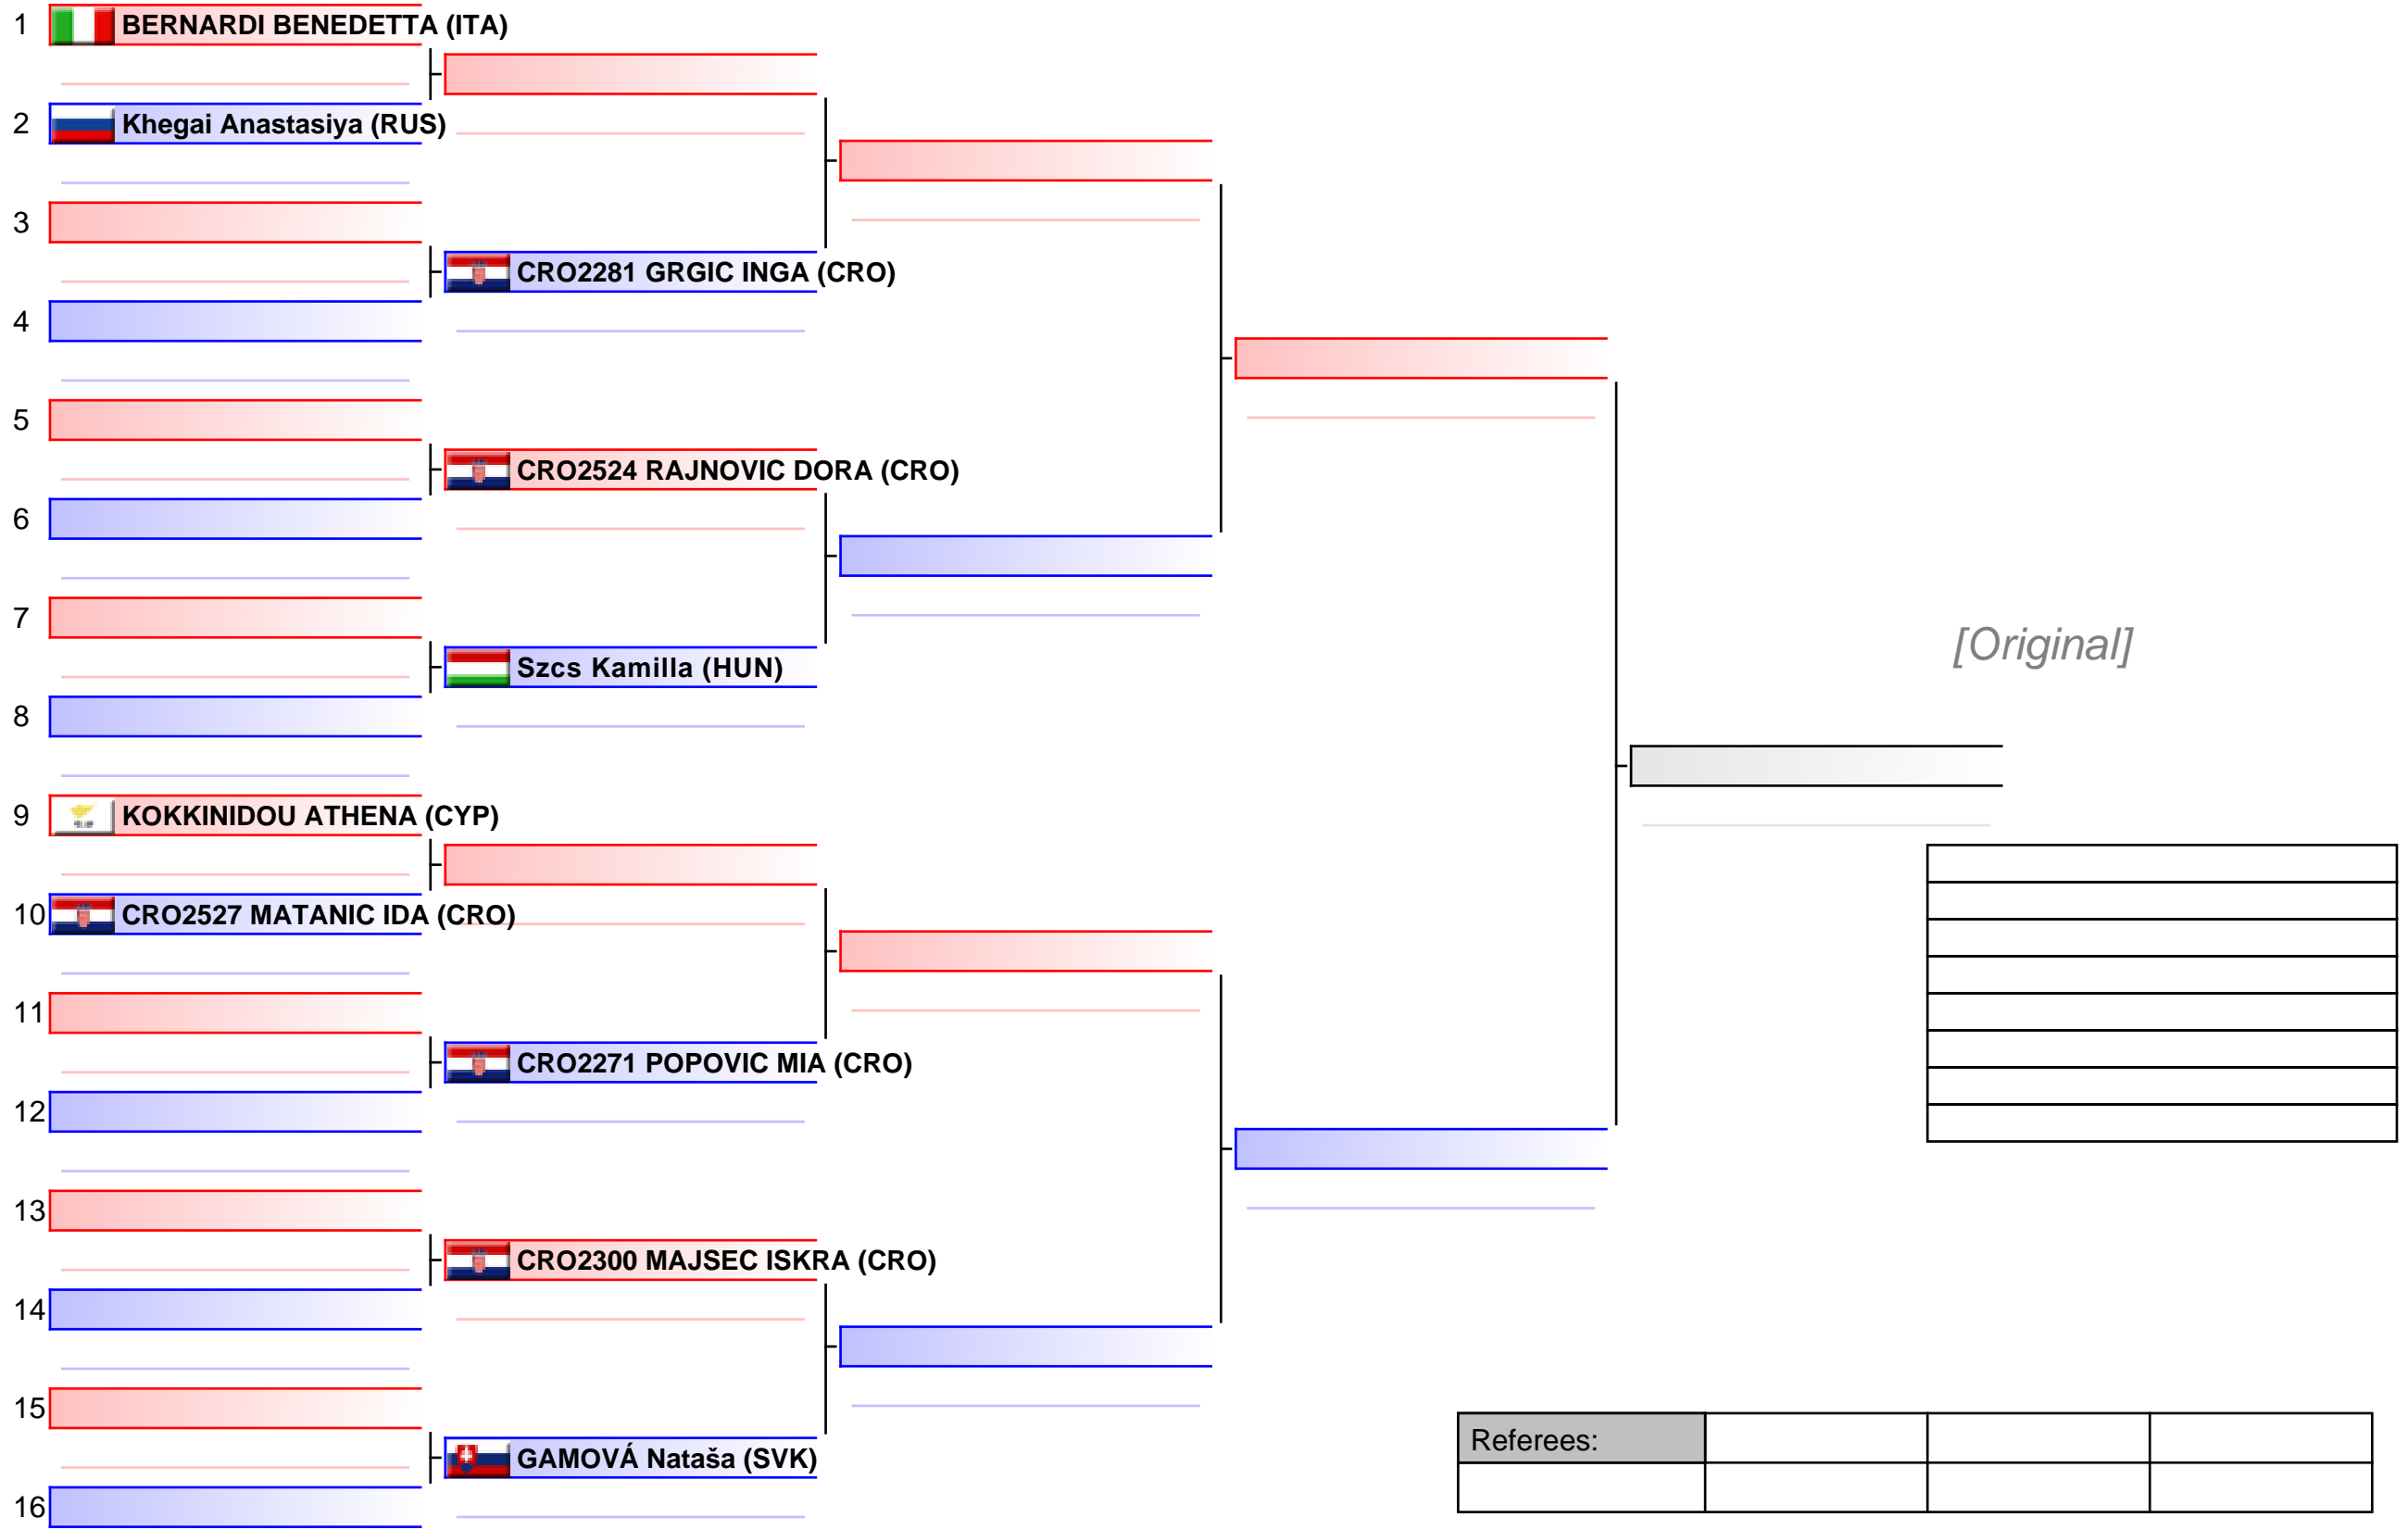 1 BERNARDI BENEDETTA (ITA)
2 Khegai Anastasiya (RUS)
3
CRO2281 GRGIC INGA (CRO)
4
5
CRO2524 RAJNOVIC DORA (CRO)
6
7
[Original]
Szcs Kamilla (HUN)
8
9 KOKKINIDOU ATHENA (CYP)
10 CRO2527 MATANIC IDA (CRO)
11
CRO2271 POPOVIC MIA (CRO)
12
13
CRO2300 MAJSEC ISKRA (CRO)
14
15
Referees:
GAMOVÁ Nataša (SVK)
16